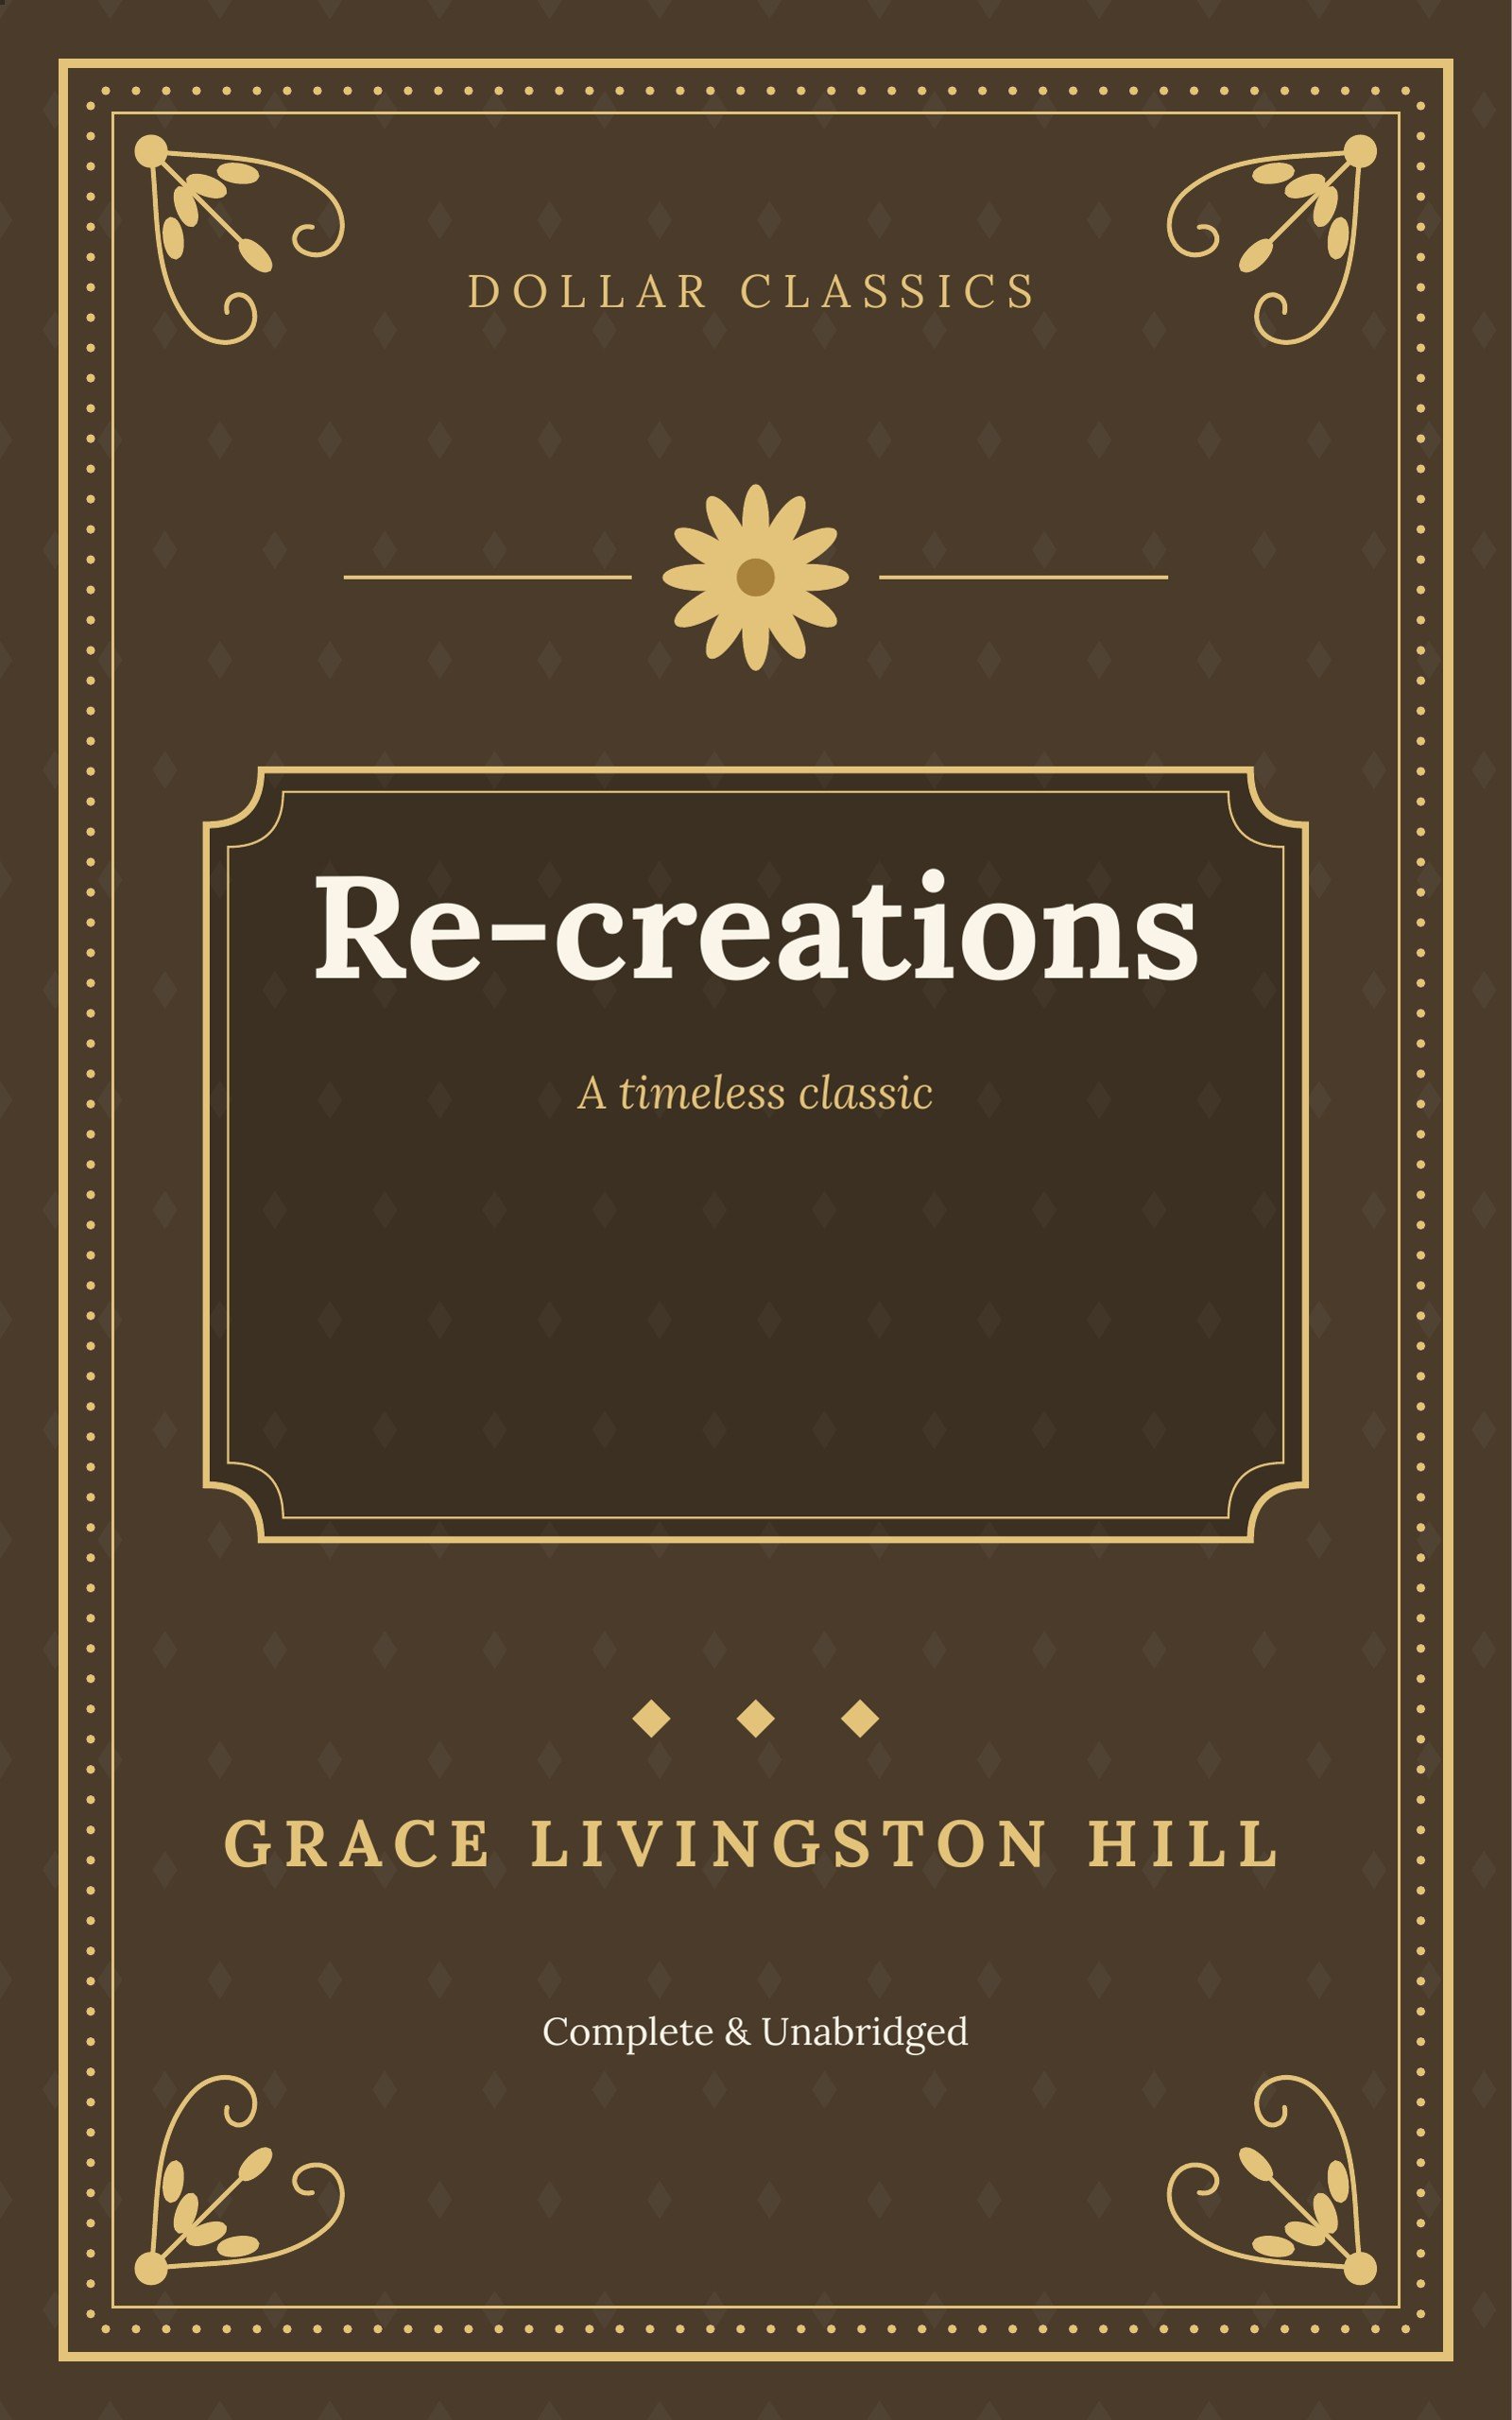 DOLLAR CLASSICS
Re-creations
A timeless classic
GRACE LIVINGSTON HILL
Complete & Unabridged